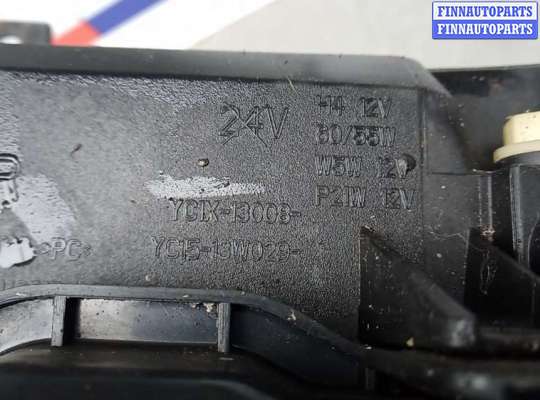 FINNAUTOPARTS
FINNAUTOPARTS
24V
H4 12V
60/55W
W5W 12V
P21W 12V
YC1X-13008-
YC15-13W029-
>PC<